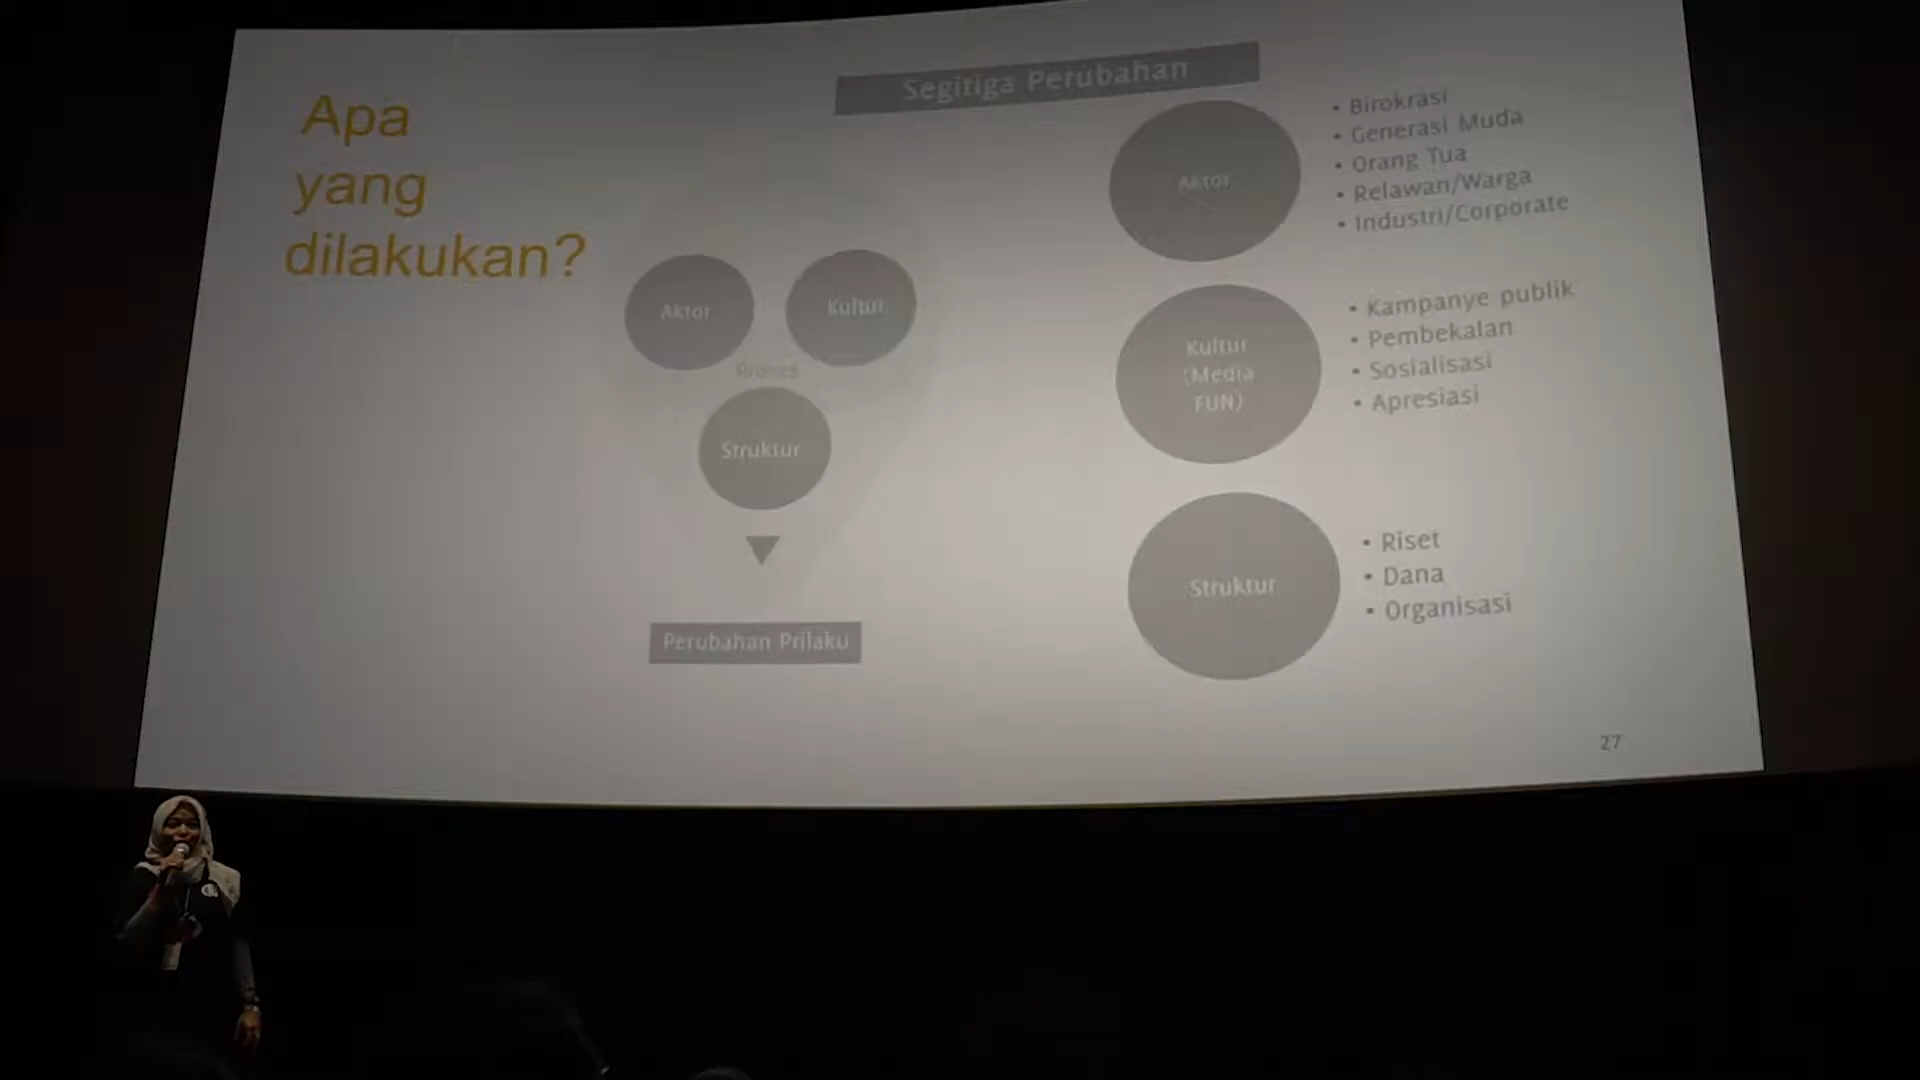 Apa
yang
dilakukan?
Segitiga Perubahan
Aktor
Kultur
Proses
Struktur
Perubahan Prilaku
Aktor
• Birokrasi
• Generasi Muda
• Orang Tua
• Relawan/Warga
• Industri/Corporate
Kultur
(Media
FUN)
• Kampanye publik
• Pembekalan
• Sosialisasi
• Apresiasi
Struktur
• Riset
• Dana
• Organisasi
27